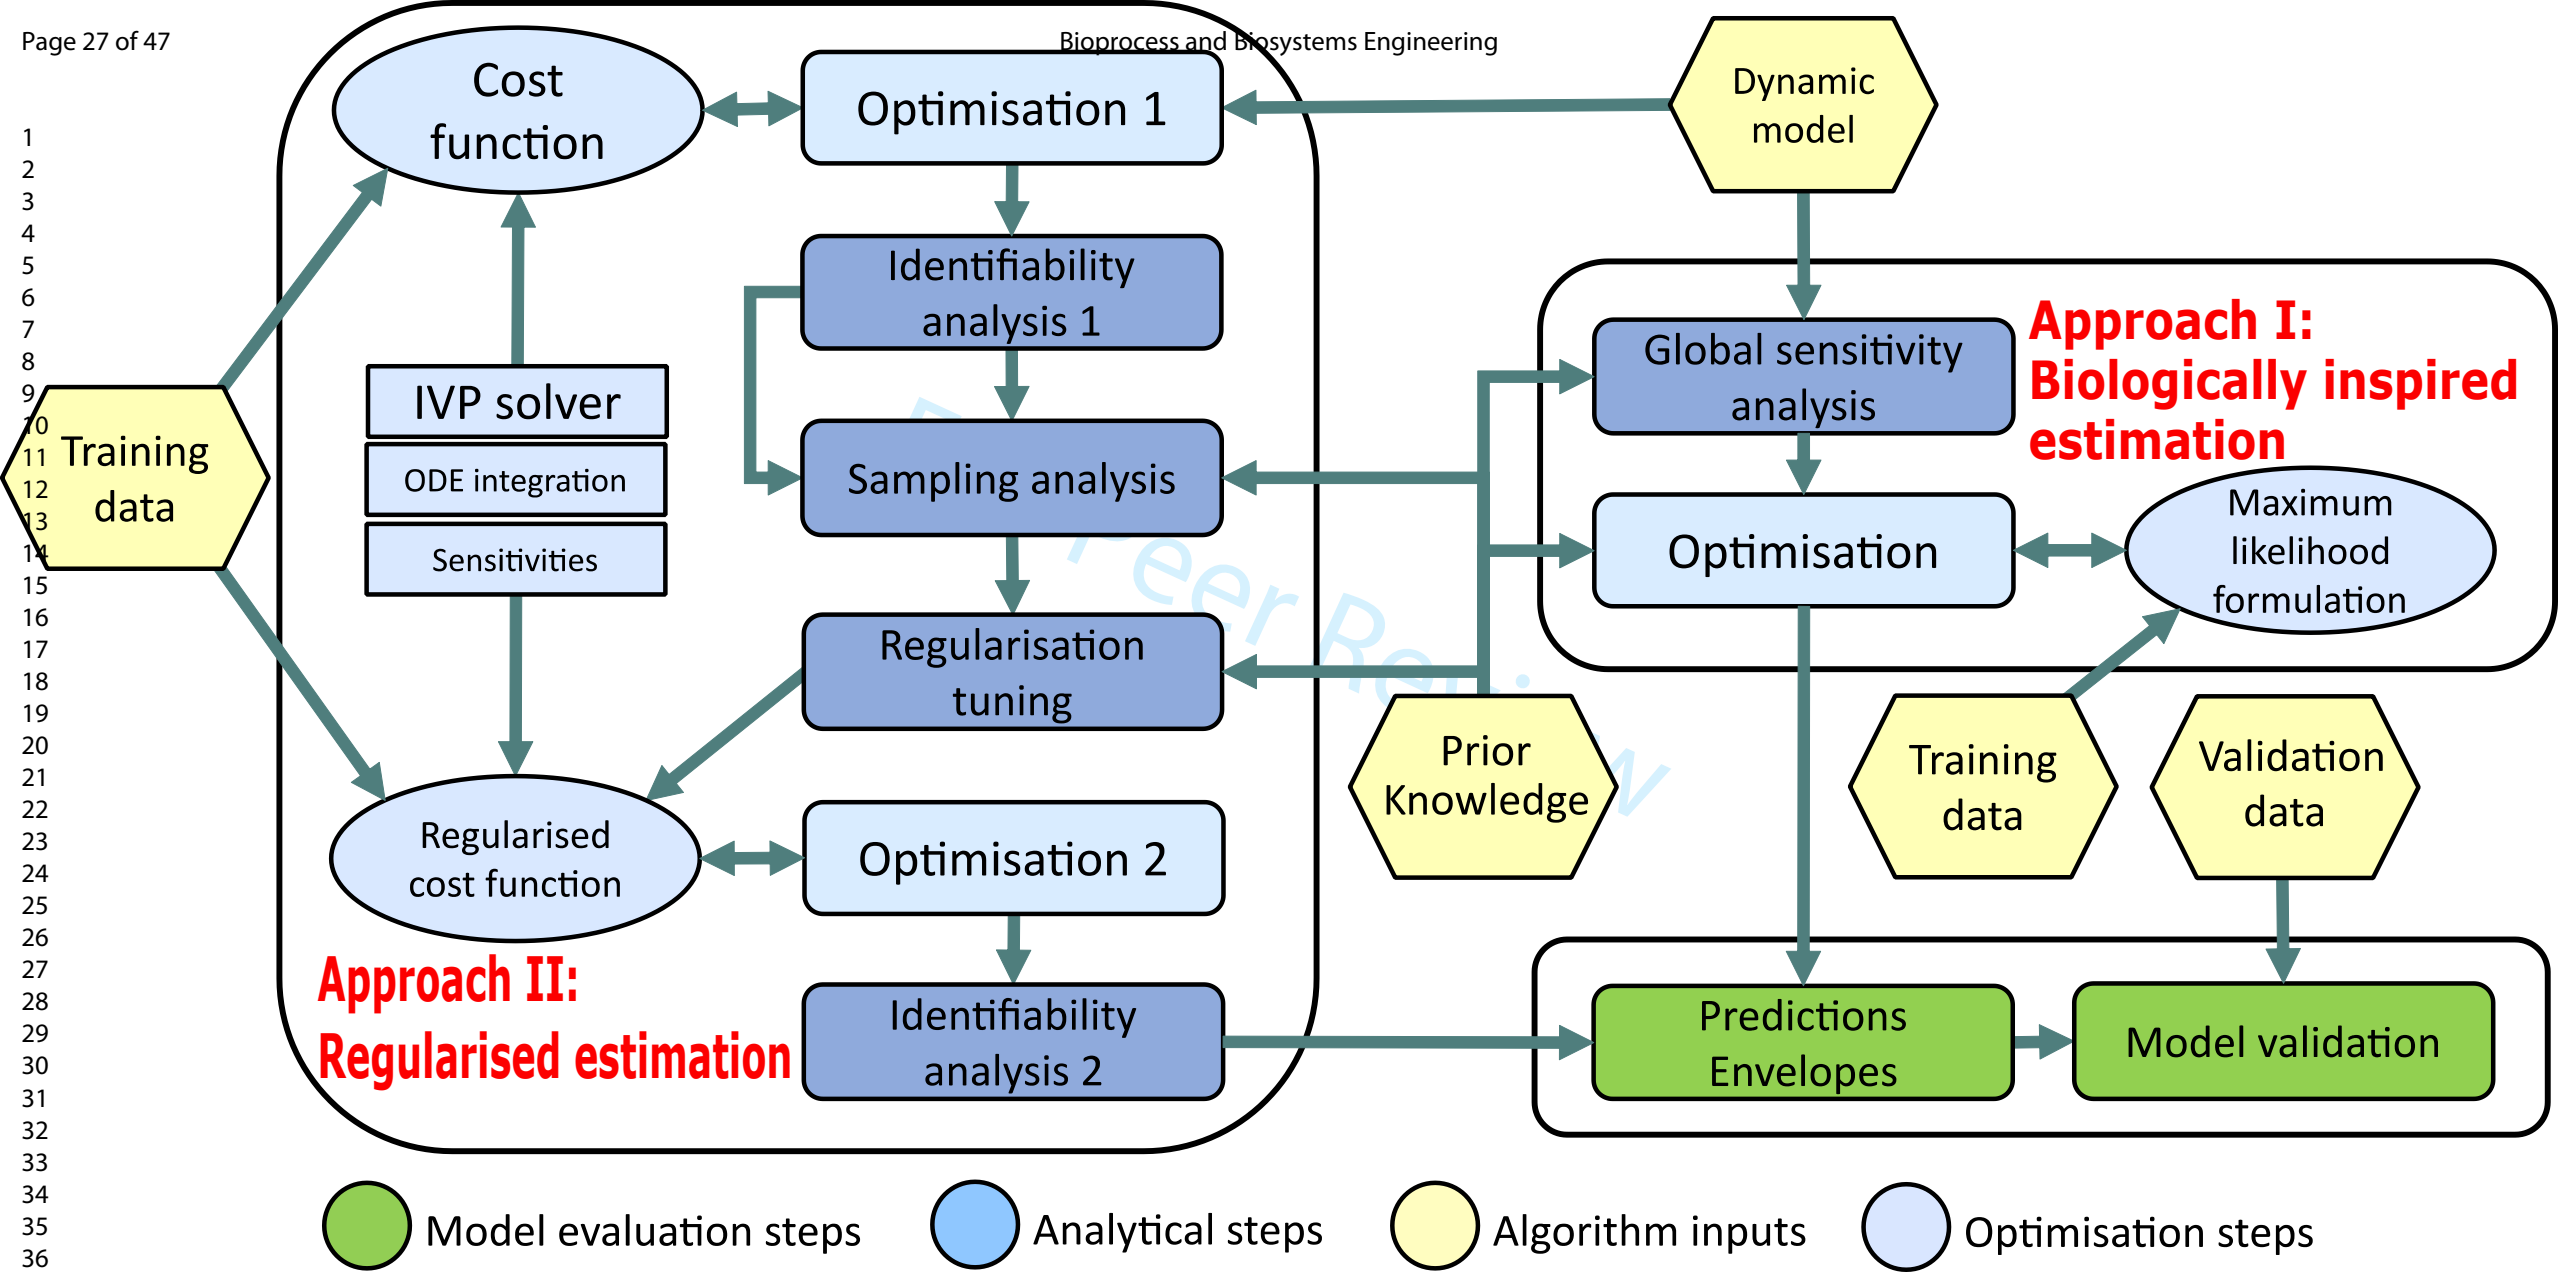 Page 27 of 47
Bioprocess and Biosystems Engineering
1
2
3
4
5
6
7
8
9
10
11
12
13
14
15
16
17
18
19
20
21
22
23
24
25
26
27
28
29
30
31
32
33
34
35
36
Cost
function
Optimisation 1
Dynamic
model
Identifiability
analysis 1
IVP solver
ODE integration
Sensitivities
Training
data
Sampling analysis
Regularisation
tuning
Regularised
cost function
Optimisation 2
Approach II:
Regularised estimation
Identifiability
analysis 2
Global sensitivity
analysis
Approach I:
Biologically inspired
estimation
Optimisation
Maximum
likelihood
formulation
Prior
Knowledge
Training
data
Validation
data
Predictions
Envelopes
Model validation
Peer Review
Model evaluation steps
Analytical steps
Algorithm inputs
Optimisation steps